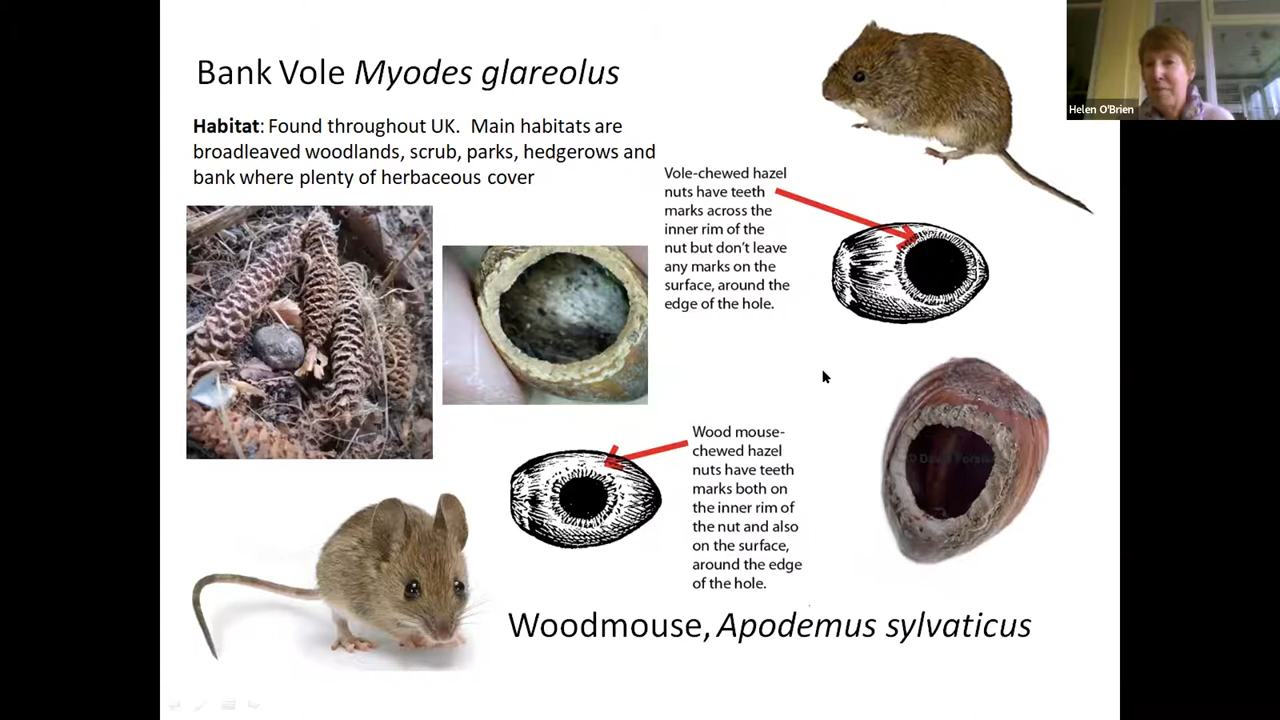 Bank Vole Myodes glareolus
Habitat: Found throughout UK.  Main habitats are
broadleaved woodlands, scrub, parks, hedgerows and
bank where plenty of herbaceous cover
Helen O'Brien
Vole-chewed hazel
nuts have teeth
marks across the
inner rim of the
nut but don't leave
any marks on the
surface, around the
edge of the hole.
Wood mouse-
chewed hazel
nuts have teeth
marks both on
the inner rim of
the nut and also
on the surface,
around the edge
of the hole.
Woodmouse, Apodemus sylvaticus